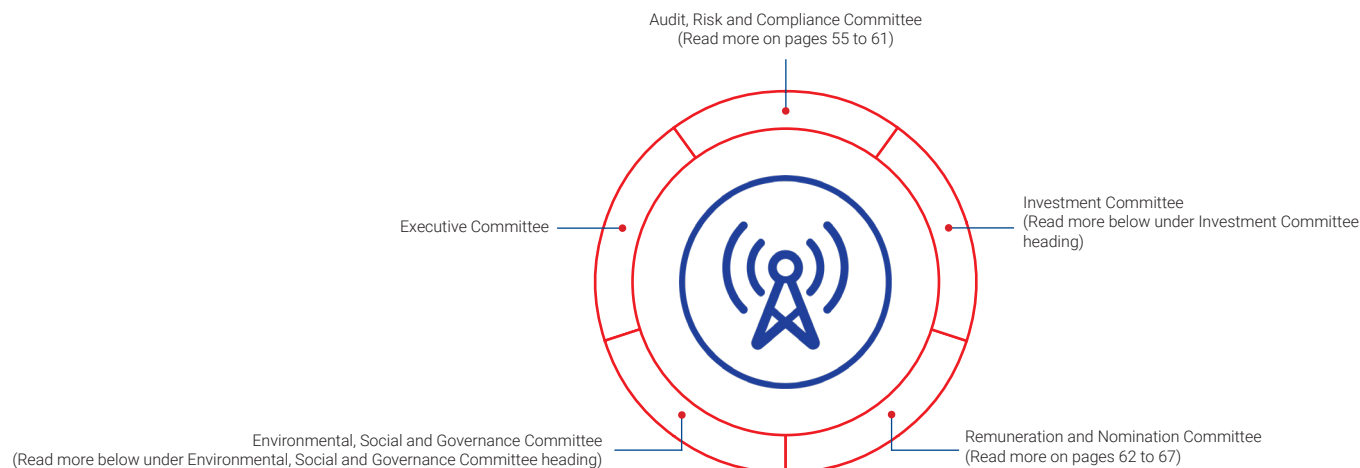 Audit, Risk and Compliance Committee
(Read more on pages 55 to 61)
Investment Committee
(Read more below under Investment Committee
heading)
Executive Committee
Environmental, Social and Governance Committee
(Read more below under Environmental, Social and Governance Committee heading)
Remuneration and Nomination Committee
(Read more on pages 62 to 67)